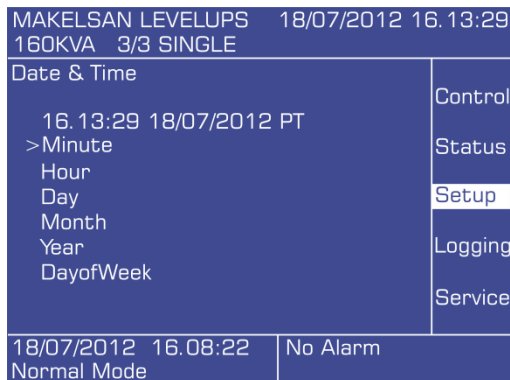 MAKELSAN LEVELUPS 18/07/2012 16.13:29
160KVA 3/3 SINGLE
Date & Time
16.13:29 18/07/2012 PT
>Minute
Hour
Day
Month
Year
DayofWeek
Control
Status
Setup
Logging
Service
18/07/2012 16.08:22
Normal Mode
No Alarm